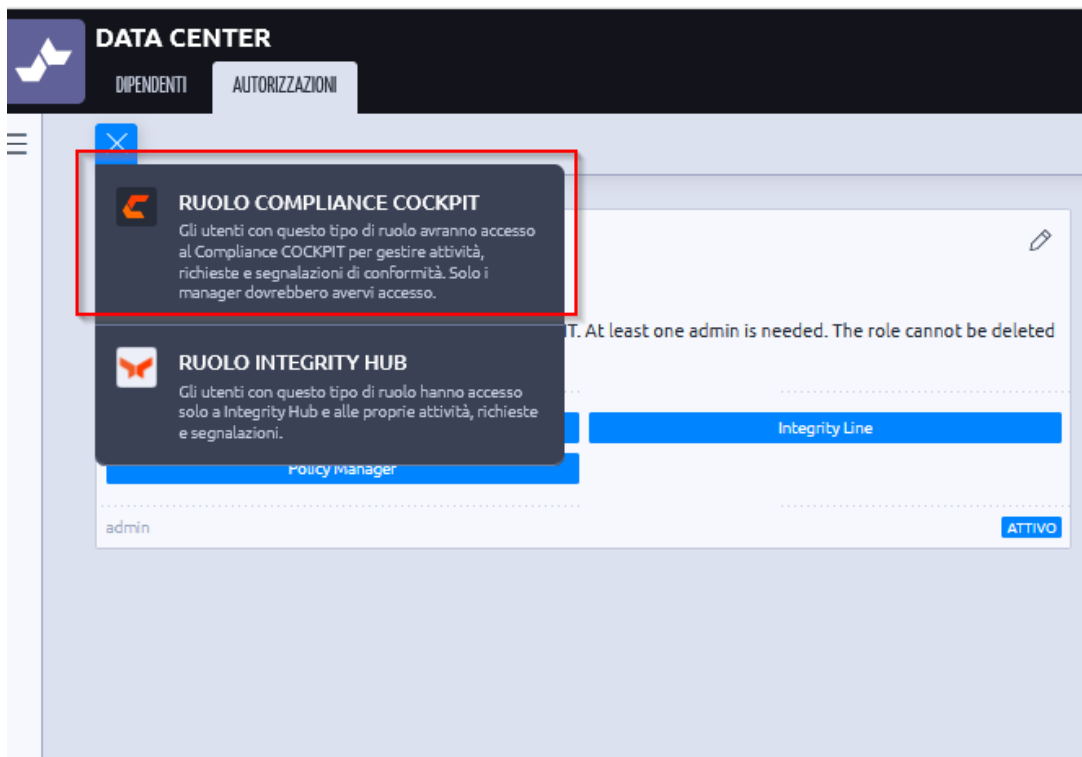 DATA CENTER
DIPENDENTI
AUTORIZZAZIONI
RUOLO COMPLIANCE COCKPIT
Gli utenti con questo tipo di ruolo avranno accesso
al Compliance COCKPIT per gestire attività,
richieste e segnalazioni di conformità. Solo i
manager dovrebbero avervi accesso.
IT. At least one admin is needed. The role cannot be deleted
RUOLO INTEGRITY HUB
Gli utenti con questo tipo di ruolo hanno accesso
solo a Integrity Hub e alle proprie attività, richieste
e segnalazioni.
Integrity Line
Policy Manager
admin
ATTIVO